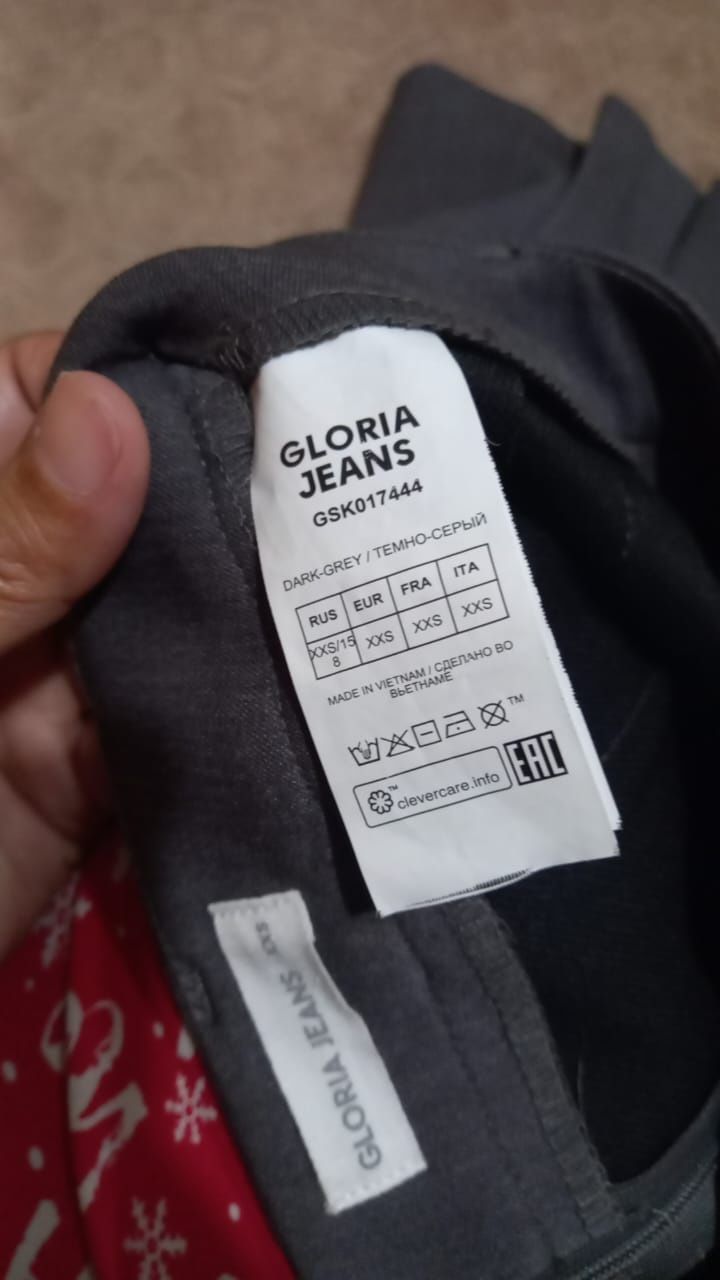 GLORIA
JEANS
GSK017444
DARK-GREY / ТЕМНО-СЕРЫЙ
RUS EUR FRA ITA
XXS/15
8 XXS XXS XXS
MADE IN VIETNAM / СДЕЛАНО ВО
ВЬЕТНАМЕ
TM
TM clevercare.info
EAC
GLORIA JEANS